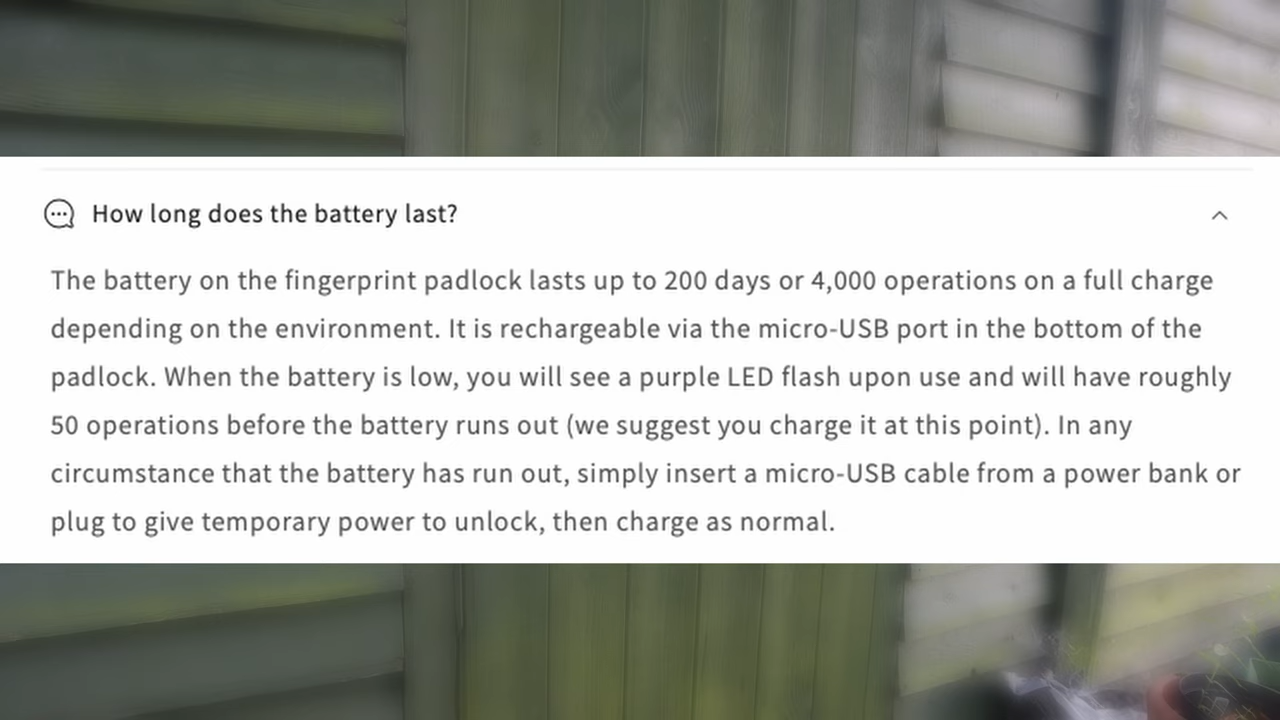 How long does the battery last?
The battery on the fingerprint padlock lasts up to 200 days or 4,000 operations on a full charge
depending on the environment. It is rechargeable via the micro-USB port in the bottom of the
padlock. When the battery is low, you will see a purple LED flash upon use and will have roughly
50 operations before the battery runs out (we suggest you charge it at this point). In any
circumstance that the battery has run out, simply insert a micro-USB cable from a power bank or
plug to give temporary power to unlock, then charge as normal.